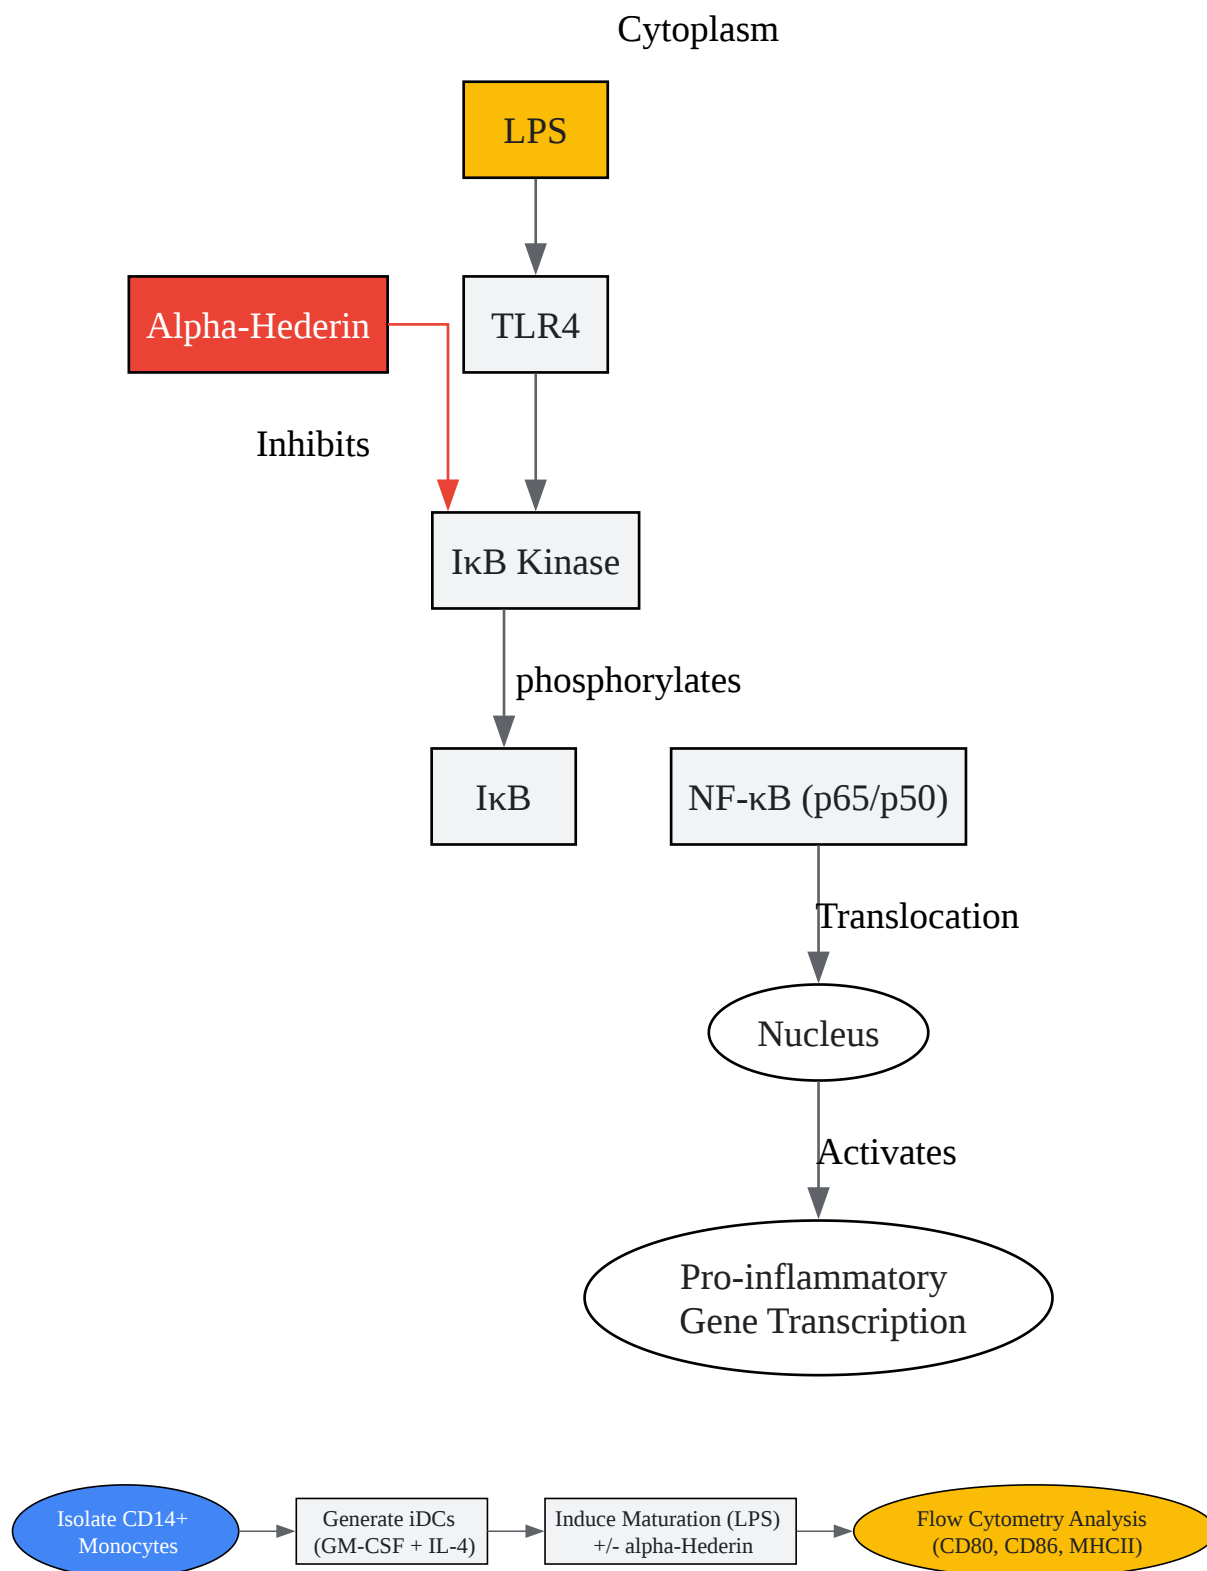 Cytoplasm
LPS
Alpha-Hederin
TLR4
Inhibits
IκB Kinase
phosphorylates
IκB
NF-κB (p65/p50)
Translocation
Nucleus
Activates
Pro-inflammatory
Gene Transcription
Isolate CD14+
Monocytes
Generate iDCs
(GM-CSF + IL-4)
Induce Maturation (LPS)
+/- alpha-Hederin
Flow Cytometry Analysis
(CD80, CD86, MHCII)